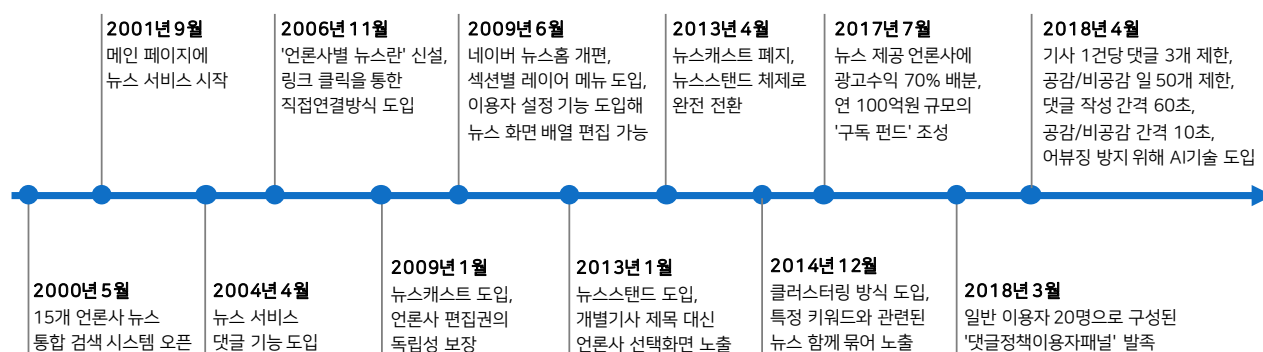 2001년 9월
메인 페이지에
뉴스 서비스 시작
2006년 11월
'언론사별 뉴스란' 신설,
링크 클릭을 통한
직접연결방식 도입
2009년 6월
네이버 뉴스홈 개편,
섹션별 레이어 메뉴 도입,
이용자 설정 기능 도입해
뉴스 화면 배열 편집 가능
2013년 4월
뉴스캐스트 폐지,
뉴스스탠드 체제로
완전 전환
2017년 7월
뉴스 제공 언론사에
광고수익 70% 배분,
연 100억원 규모의
'구독 펀드' 조성
2018년 4월
기사 1건당 댓글 3개 제한,
공감/비공감 일 50개 제한,
댓글 작성 간격 60초,
공감/비공감 간격 10초,
어뷰징 방지 위해 AI기술 도입
2000년 5월
15개 언론사 뉴스
통합 검색 시스템 오픈
2004년 4월
뉴스 서비스
댓글 기능 도입
2009년 1월
뉴스캐스트 도입,
언론사 편집권의
독립성 보장
2013년 1월
뉴스스탠드 도입,
개별기사 제목 대신
언론사 선택화면 노출
2014년 12월
클러스터링 방식 도입,
특정 키워드와 관련된
뉴스 함께 묶어 노출
2018년 3월
일반 이용자 20명으로 구성된
'댓글정책이용자패널' 발족